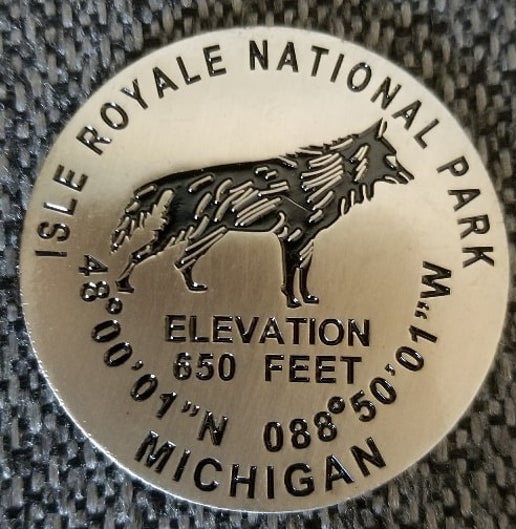 ISLE ROYALE NATIONAL PARK
ELEVATION
650 FEET
48°00'01"N 088°50'01"W
MICHIGAN